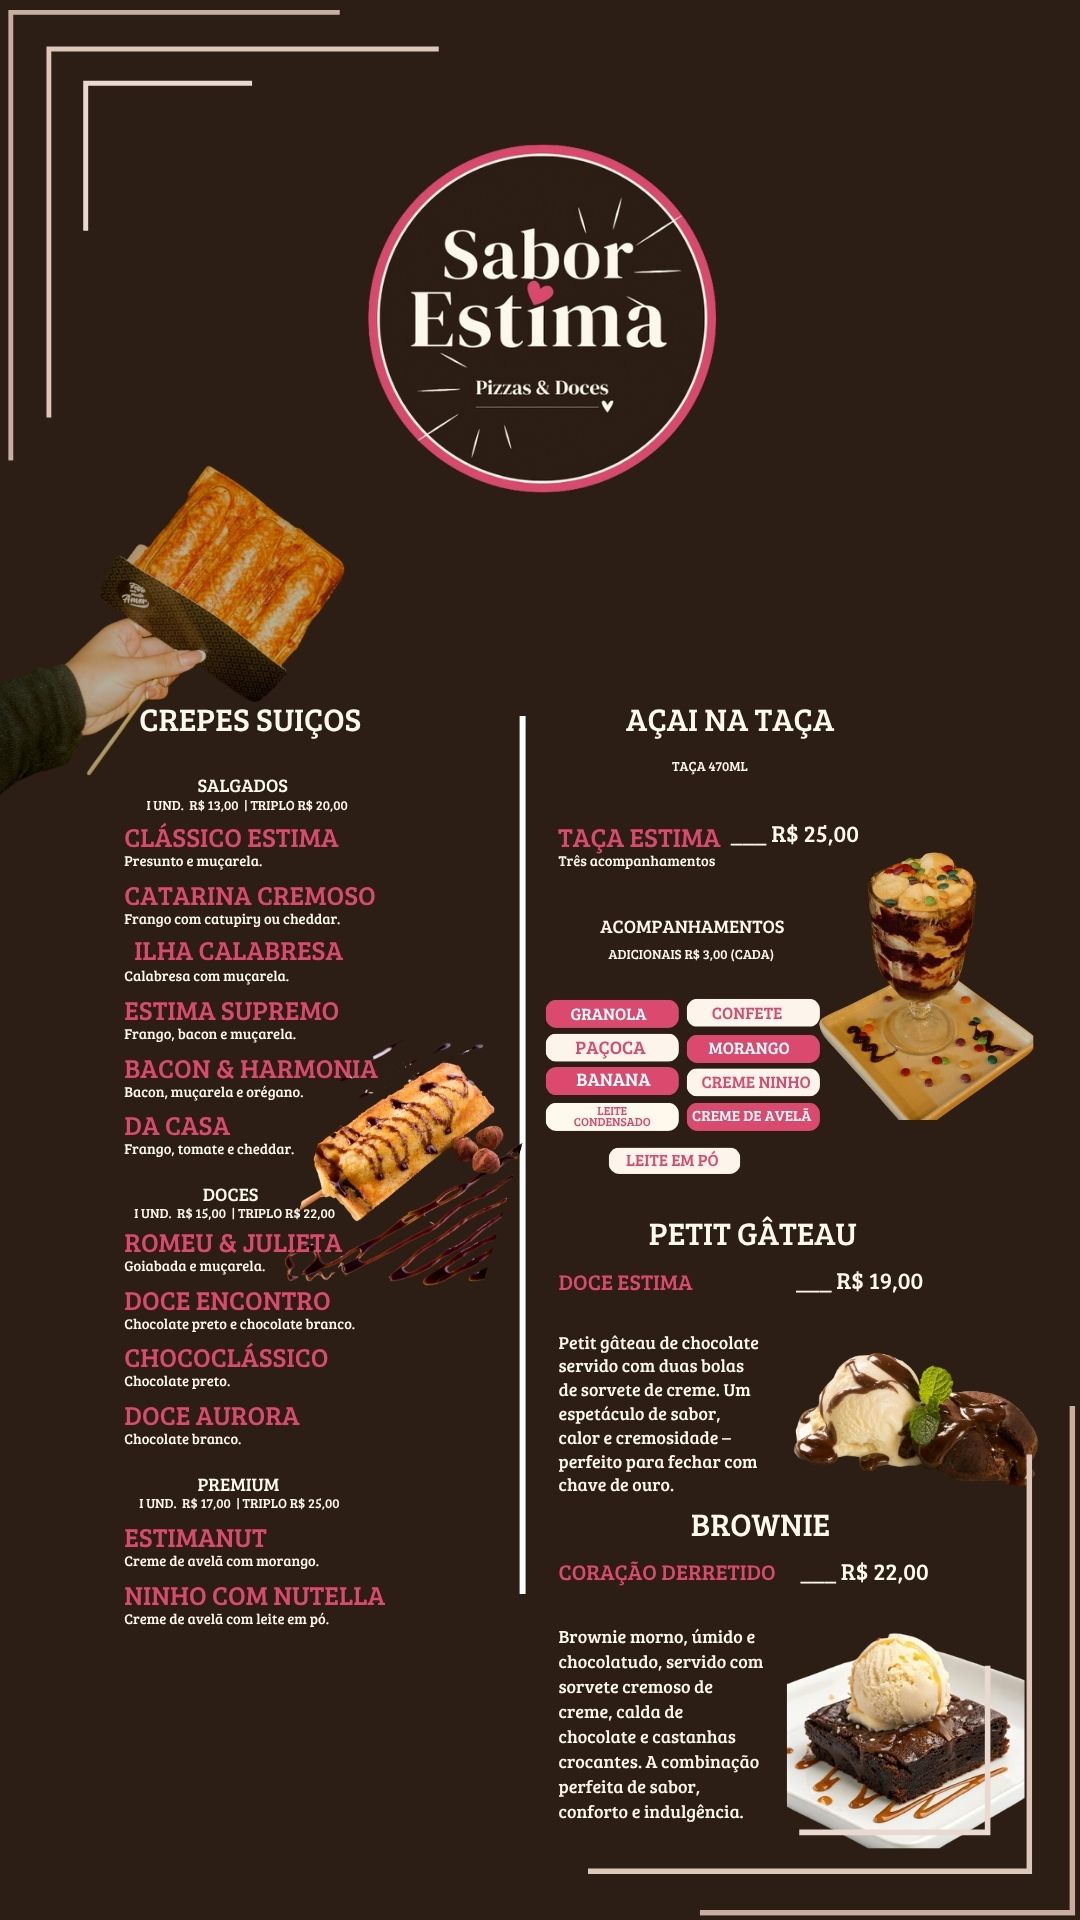 Sabor
Estima
Pizzas & Doces
CREPES SUIÇOS
SALGADOS
1 UND. R$ 13,00 | TRIPLO R$ 20,00
CLÁSSICO ESTIMA
Presunto e muçarela.
CATARINA CREMOSO
Frango com catupiry ou cheddar.
ILHA CALABRESA
Calabresa com muçarela.
ESTIMA SUPREMO
Frango, bacon e muçarela.
BACON & HARMONIA
Bacon, muçarela e orégano.
DA CASA
Frango, tomate e cheddar.
DOCES
1 UND. R$ 15,00 | TRIPLO R$ 22,00
ROMEU & JULIETA
Goiabada e muçarela.
DOCE ENCONTRO
Chocolate preto e chocolate branco.
CHOCOCLÁSSICO
Chocolate preto.
DOCE AURORA
Chocolate branco.
PREMIUM
1 UND. R$ 17,00 | TRIPLO R$ 25,00
ESTIMANUT
Creme de avelã com morango.
NINHO COM NUTELLA
Creme de avelã com leite em pó.
AÇAI NA TAÇA
TAÇA 470ML
TAÇA ESTIMA ___ R$ 25,00
Três acompanhamentos
ACOMPANHAMENTOS
ADICIONAIS R$ 3,00 (CADA)
GRANOLA CONFETE
PAÇOCA MORANGO
BANANA CREME NINHO
LEITE
CONDENSADO CREME DE AVELÃ
LEITE EM PÓ
PETIT GÂTEAU
DOCE ESTIMA ___ R$ 19,00
Petit gâteau de chocolate
servido com duas bolas
de sorvete de creme. Um
espetáculo de sabor,
calor e cremosidade –
perfeito para fechar com
chave de ouro.
BROWNIE
CORAÇÃO DERRETIDO ___ R$ 22,00
Brownie morno, úmido e
chocolatudo, servido com
sorvete cremoso de
creme, calda de
chocolate e castanhas
crocantes. A combinação
perfeita de sabor,
conforto e indulgência.